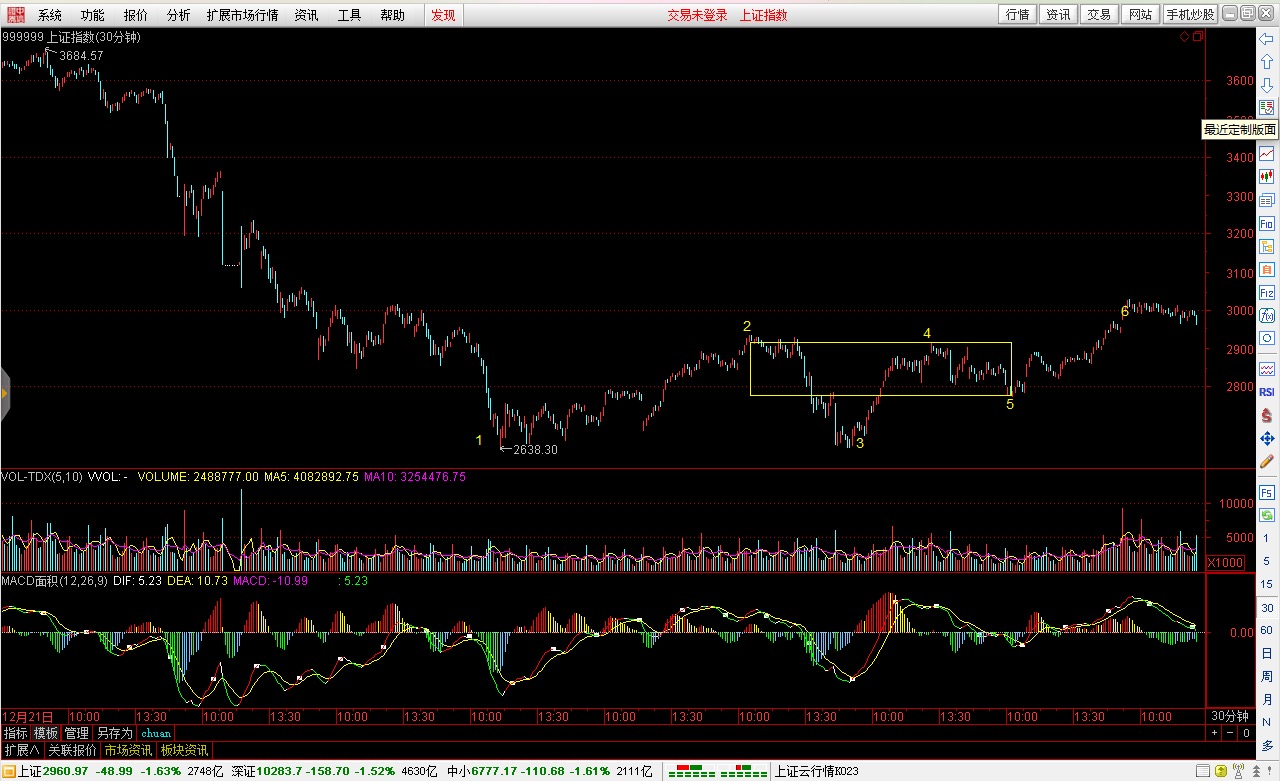 系统 功能 报价 分析 扩展市场行情 资讯 工具 帮助 发现 交易未登录 上证指数 行情 资讯 交易 网站 手机炒股
999999 上证指数(30分钟)
3684.57
3600
最近定制版面
3400
3300
3200
3100
3000
2900
2800
1
2
3
4
5
6
2638.30
F10
自
F12
f(x)
RSI
$
F5
VOL-TDX(5,10) VVOL: - VOLUME: 2488777.00 MA5: 4082892.75 MA10: 3254476.75
10000
5000
X1000
MACD面积(12,26,9) DIF: 5.23 DEA: 10.73 MACD: -10.99 : 5.23
0.00
1
5
15
30
60
日
周
月
N
多
12月21日 10:00 13:30 10:00 13:30 10:00 13:30 10:00 13:30 10:00 13:30 10:00 13:30 10:00 13:30 10:00 13:30 10:00 30分钟
指标 模板 管理 另存为 chuan + - 0
扩展∧ 关联报价 市场资讯 板块资讯
上证2960.97 -48.99 -1.63% 2748亿 深证10283.7 -158.70 -1.52% 4630亿 中小6777.17 -110.68 -1.61% 2111亿 上证云行情K023